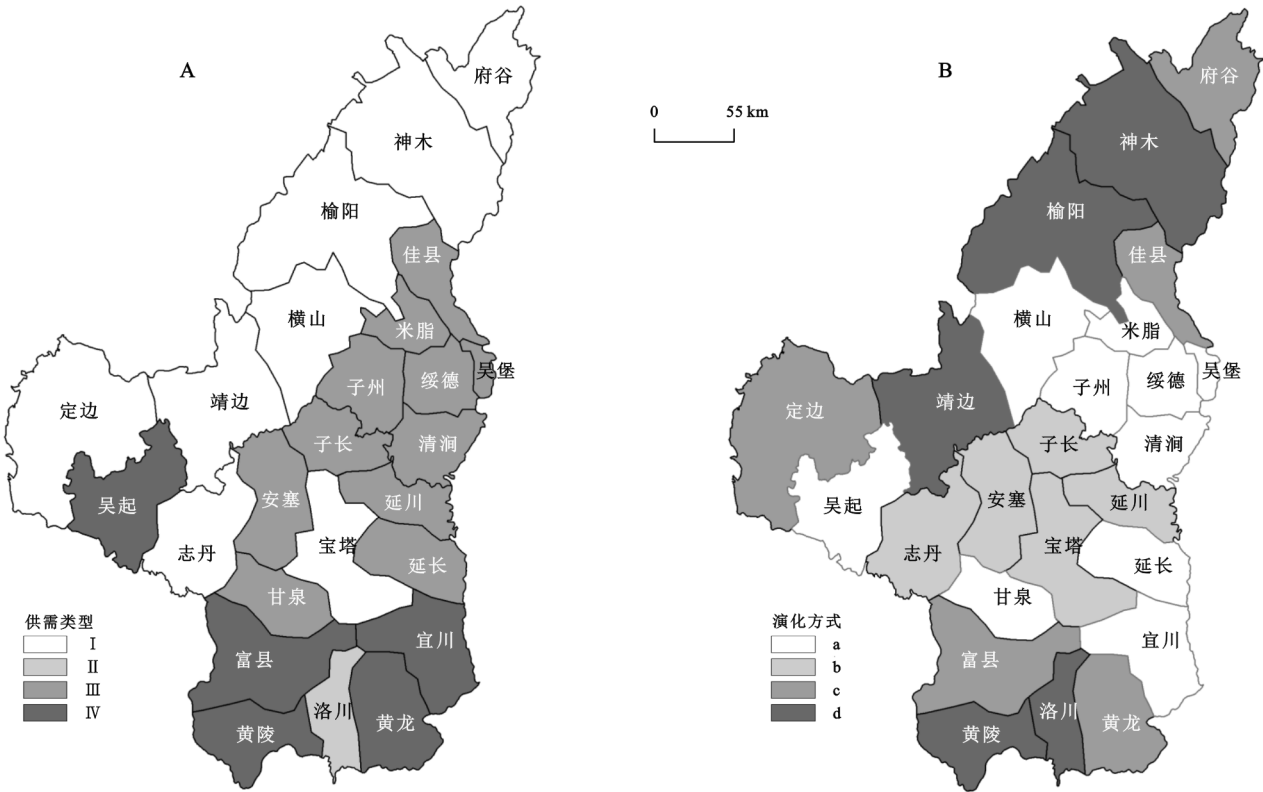 A
府谷
神木
榆阳
佳县
横山
米脂
吴堡
绥德
子州
靖边
定边
清涧
子长
安塞
延川
吴起
宝塔
志丹
延长
甘泉
宜川
富县
洛川
黄龙
黄陵
供需类型
I
II
III
IV
0 55 km
B
府谷
神木
榆阳
佳县
横山
米脂
吴堡
绥德
子州
靖边
定边
清涧
子长
安塞
延川
吴起
宝塔
志丹
延长
甘泉
宜川
富县
洛川
黄龙
黄陵
演化方式
a
b
c
d